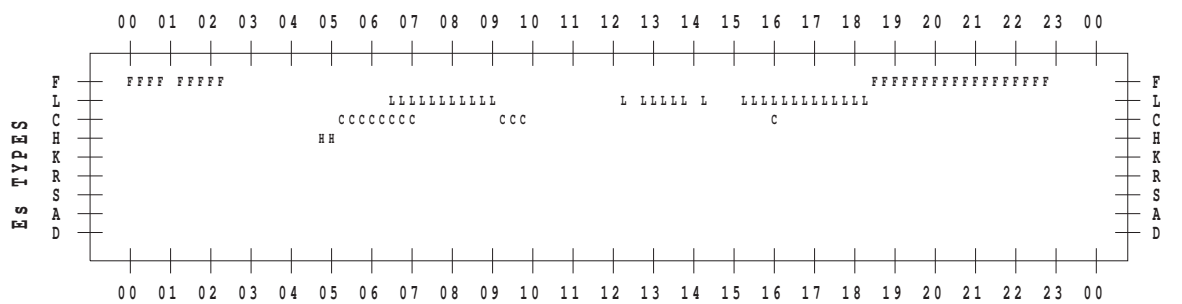 00 01 02 03 04 05 06 07 08 09 10 11 12 13 14 15 16 17 18 19 20 21 22 23 00
Es TYPES
F FFFF FFFFF FFFFFFFFFFFFFFFFFF F
L LLLLLLLLLLL L LLLLL L LLLLLLLLLLLLL L
C CCCCCCCC CCC C C
H HH H
K K
R R
S S
A A
D D
00 01 02 03 04 05 06 07 08 09 10 11 12 13 14 15 16 17 18 19 20 21 22 23 00